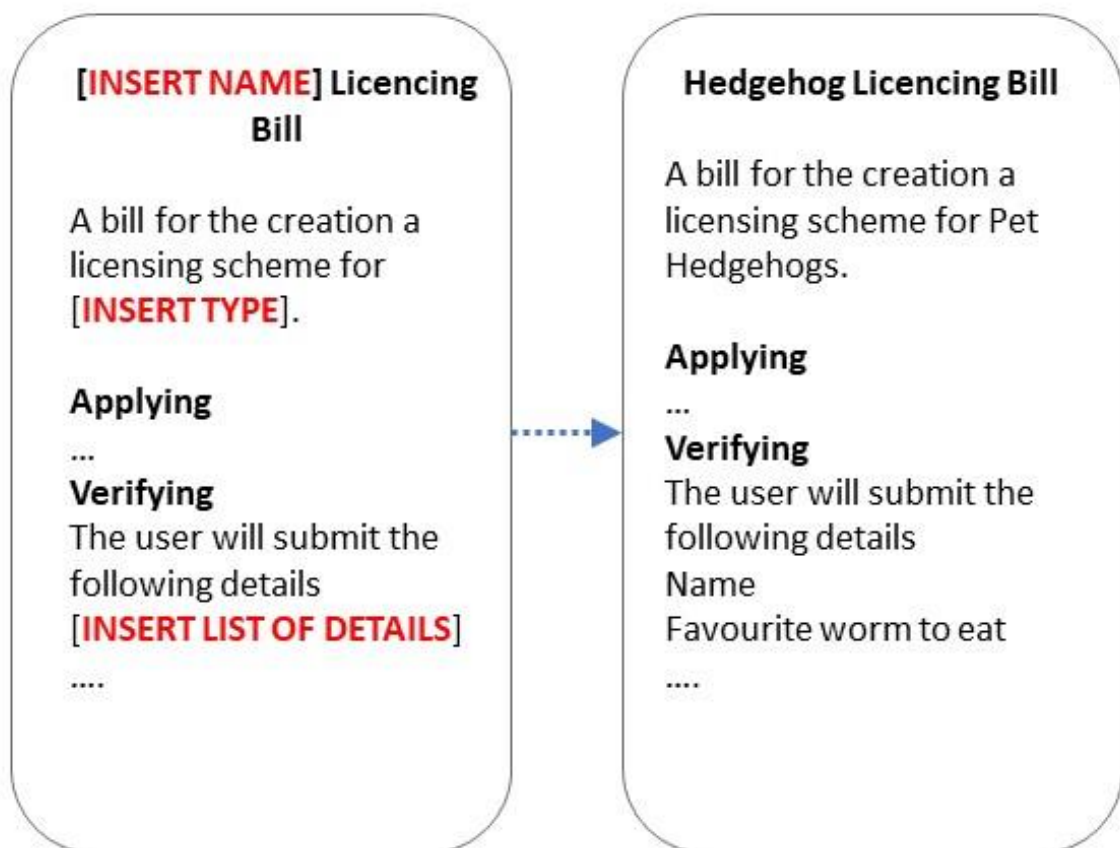 [INSERT NAME] Licencing
Bill
A bill for the creation a
licensing scheme for
[INSERT TYPE].
Applying
...
Verifying
The user will submit the
following details
[INSERT LIST OF DETAILS]
....
Hedgehog Licencing Bill
A bill for the creation a
licensing scheme for Pet
Hedgehogs.
Applying
...
Verifying
The user will submit the
following details
Name
Favourite worm to eat
....